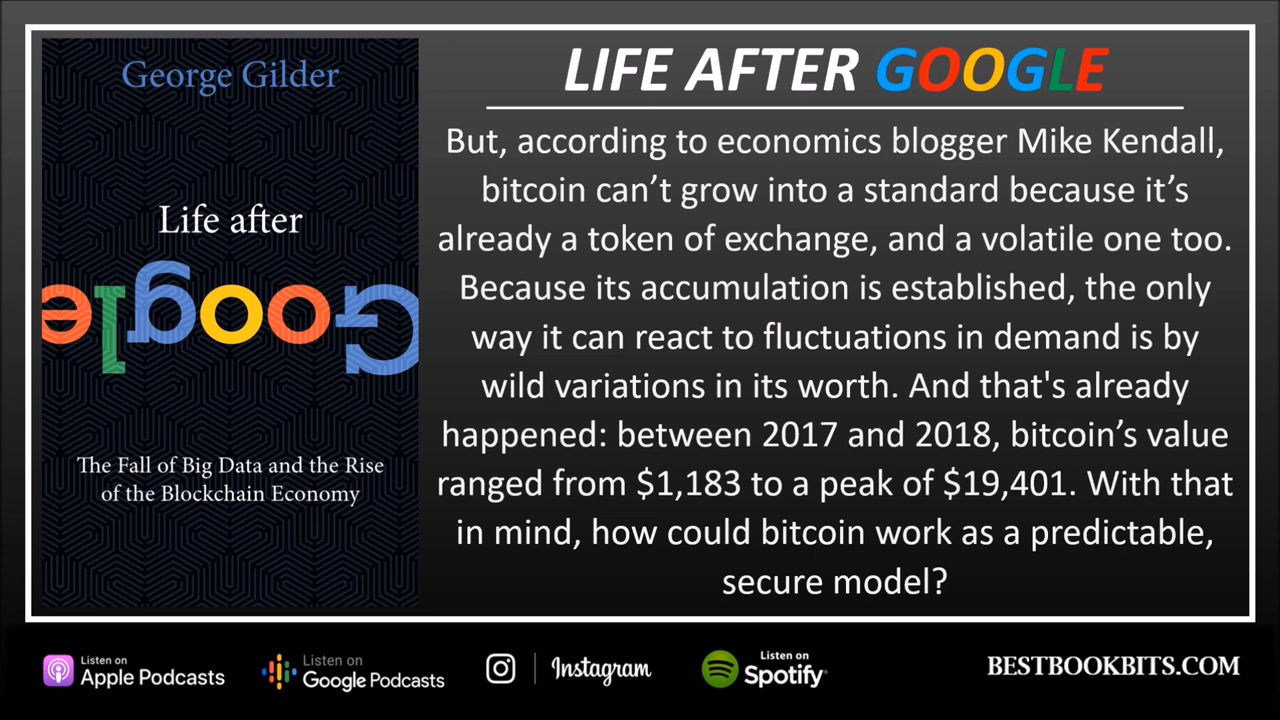 George Gilder
Life after
Google
The Fall of Big Data and the Rise
of the Blockchain Economy
LIFE AFTER GOOGLE
But, according to economics blogger Mike Kendall,
bitcoin can’t grow into a standard because it’s
already a token of exchange, and a volatile one too.
Because its accumulation is established, the only
way it can react to fluctuations in demand is by
wild variations in its worth. And that's already
happened: between 2017 and 2018, bitcoin’s value
ranged from $1,183 to a peak of $19,401. With that
in mind, how could bitcoin work as a predictable,
secure model?
Listen on
Apple Podcasts
Listen on
Google Podcasts
Instagram
Listen on
Spotify
BESTBOOKBITS.COM